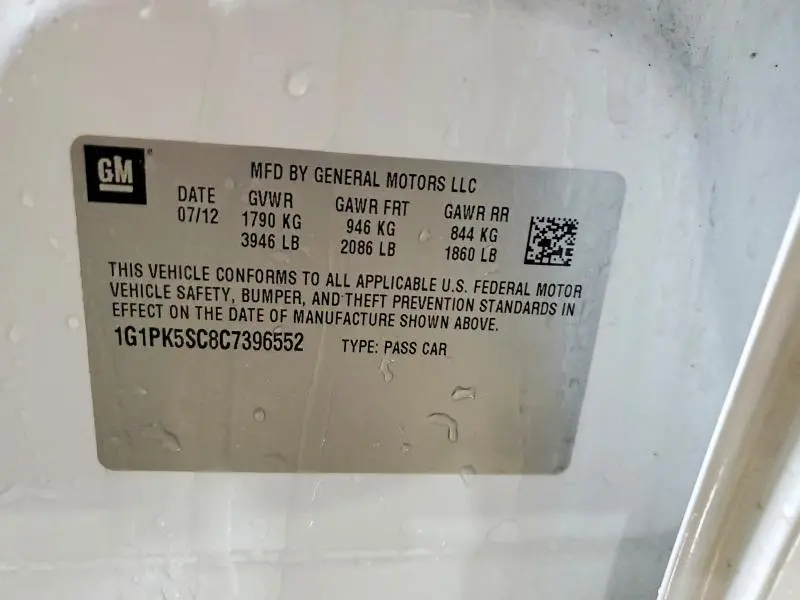 GM
MFD BY GENERAL MOTORS LLC
DATE GVWR GAWR FRT GAWR RR
07/12 1790 KG 946 KG 844 KG
3946 LB 2086 LB 1860 LB
THIS VEHICLE CONFORMS TO ALL APPLICABLE U.S. FEDERAL MOTOR
VEHICLE SAFETY, BUMPER, AND THEFT PREVENTION STANDARDS IN
EFFECT ON THE DATE OF MANUFACTURE SHOWN ABOVE.
1G1PK5SC8C7396552 TYPE: PASS CAR